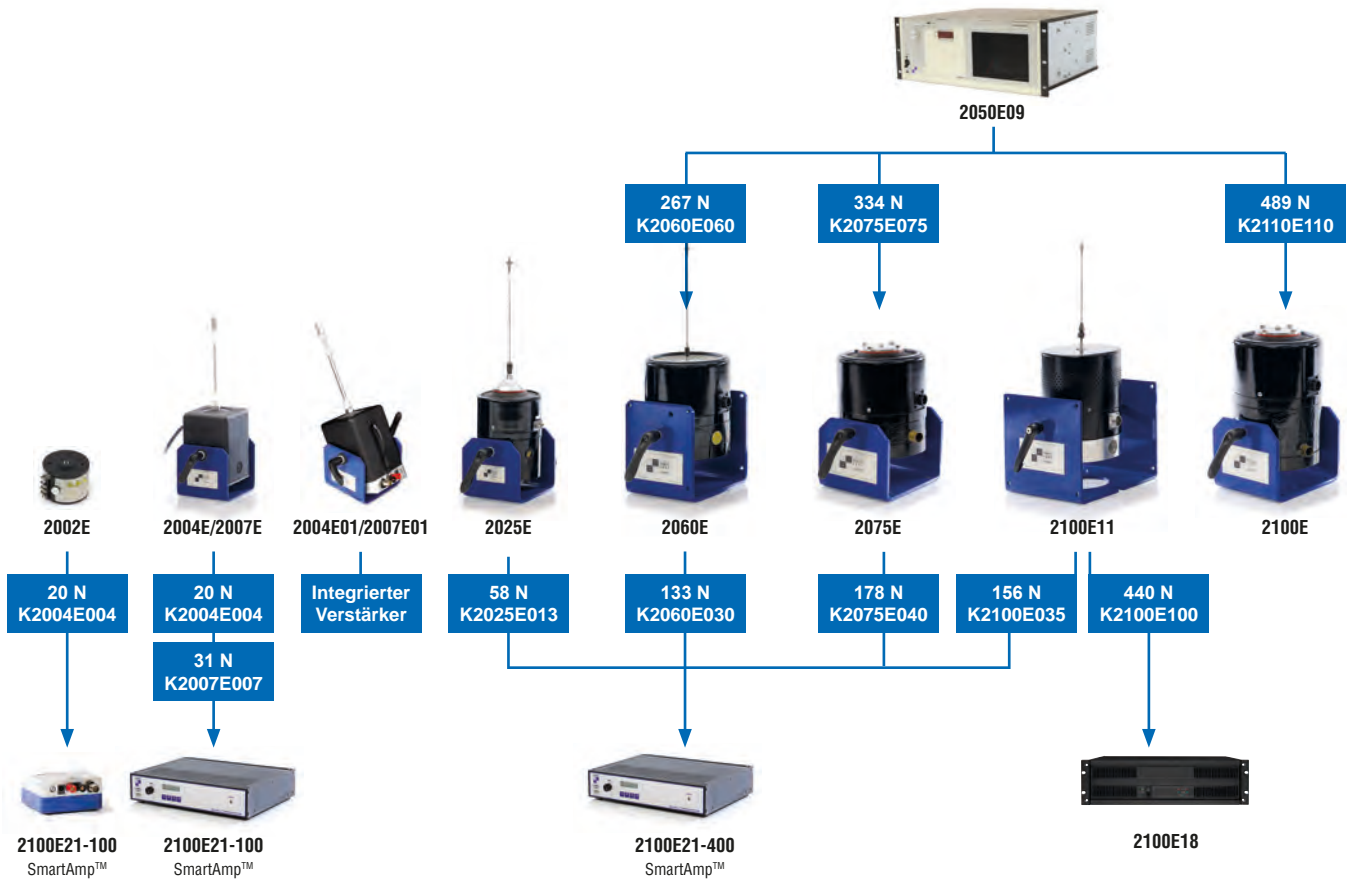 2050E09
267 N
K2060E060
334 N
K2075E075
489 N
K2110E110
2002E
2004E/2007E
2004E01/2007E01
2025E
2060E
2075E
2100E11
2100E
20 N
K2004E004
20 N
K2004E004
Integrierter
Verstärker
58 N
K2025E013
133 N
K2060E030
178 N
K2075E040
156 N
K2100E035
440 N
K2100E100
31 N
K2007E007
2100E21-100
SmartAmp™
2100E21-100
SmartAmp™
2100E21-400
SmartAmp™
2100E18